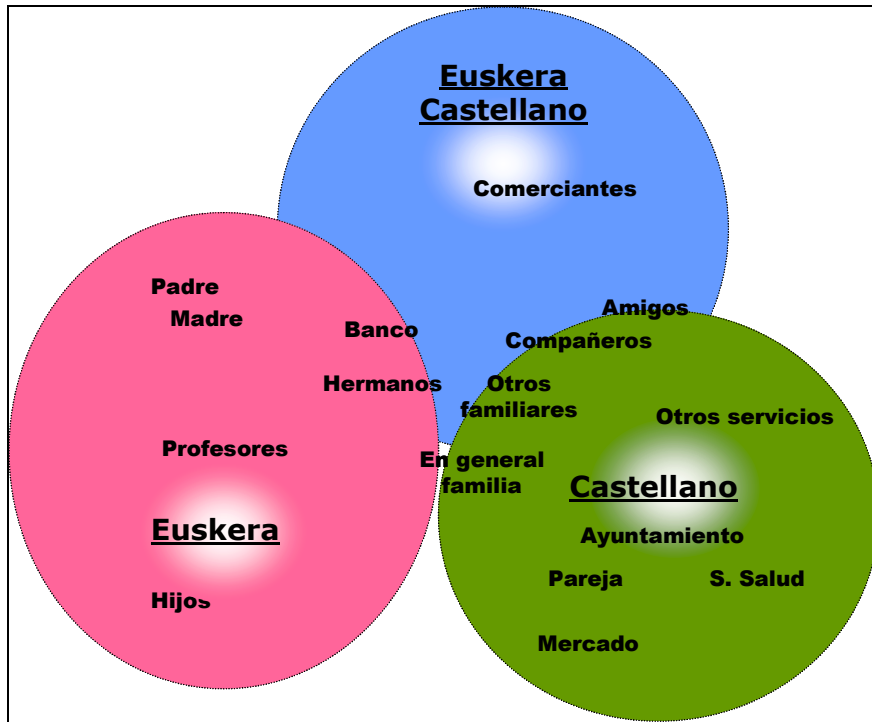 Euskera
Castellano
Comerciantes
Padre
Madre
Banco
Amigos
Compañeros
Hermanos
Otros
familiares
Otros servicios
Profesores
En general
familia
Castellano
Euskera
Ayuntamiento
Pareja
S. Salud
Hijos
Mercado